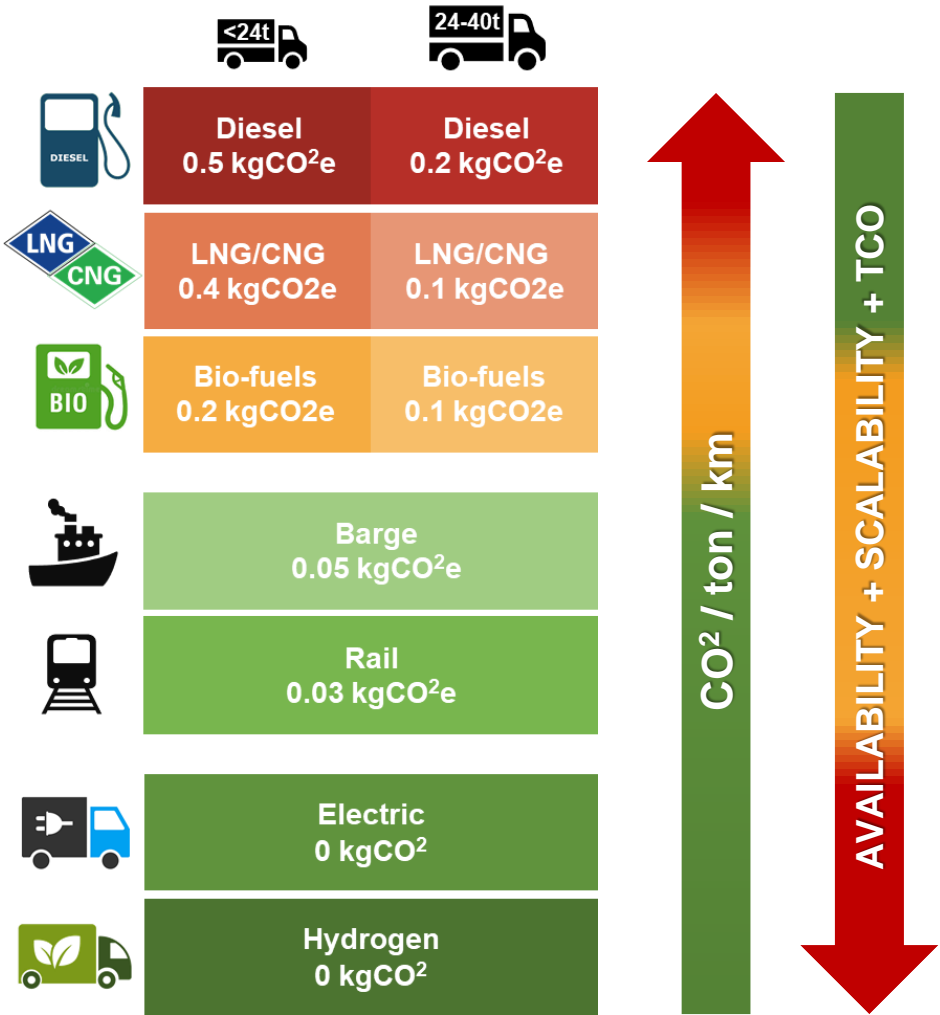 <24t
24-40t
DIESEL
Diesel
0.5 kgCO²e
Diesel
0.2 kgCO²e
LNG
CNG
LNG/CNG
0.4 kgCO2e
LNG/CNG
0.1 kgCO2e
BIO
Bio-fuels
0.2 kgCO2e
Bio-fuels
0.1 kgCO2e
Barge
0.05 kgCO²e
Rail
0.03 kgCO²e
Electric
0 kgCO²
Hydrogen
0 kgCO²
CO² / ton / km
AVAILABILITY + SCALABILITY + TCO